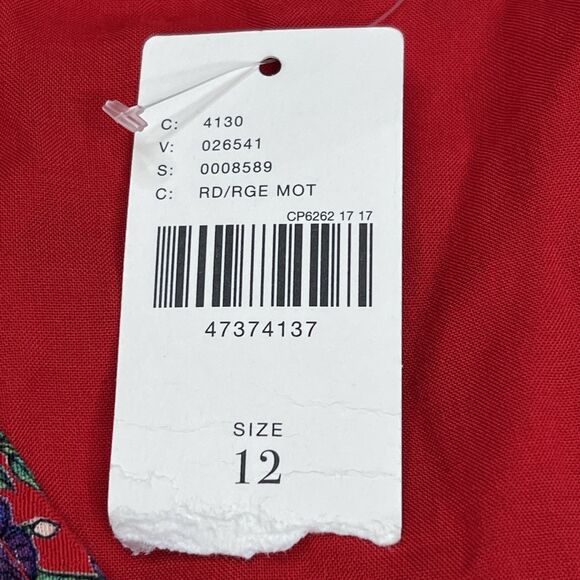 C: 4130
V: 026541
S: 0008589
C: RD/RGE MOT
CP6262 17 17
47374137
SIZE
12